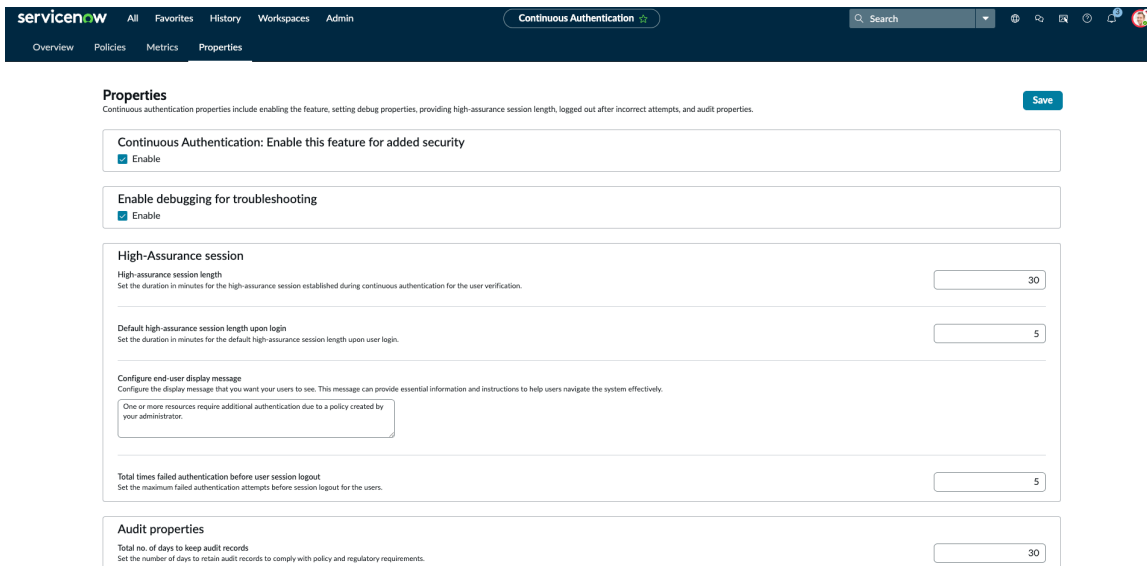 servicenow All Favorites History Workspaces Admin Continuous Authentication Search 3
Overview Policies Metrics Properties
Properties
Continuous authentication properties include enabling the feature, setting debug properties, providing high-assurance session length, logged out after incorrect attempts, and audit properties.
Save
Continuous Authentication: Enable this feature for added security
Enable
Enable debugging for troubleshooting
Enable
High-Assurance session
High-assurance session length
Set the duration in minutes for the high-assurance session established during continuous authentication for the user verification.
30
Default high-assurance session length upon login
Set the duration in minutes for the default high-assurance session length upon user login.
5
Configure end-user display message
Configure the display message that you want your users to see. This message can provide essential information and instructions to help users navigate the system effectively.
One or more resources require additional authentication due to a policy created by
your administrator.
Total times failed authentication before user session logout
Set the maximum failed authentication attempts before session logout for the users.
5
Audit properties
Total no. of days to keep audit records
Set the number of days to retain audit records to comply with policy and regulatory requirements.
30